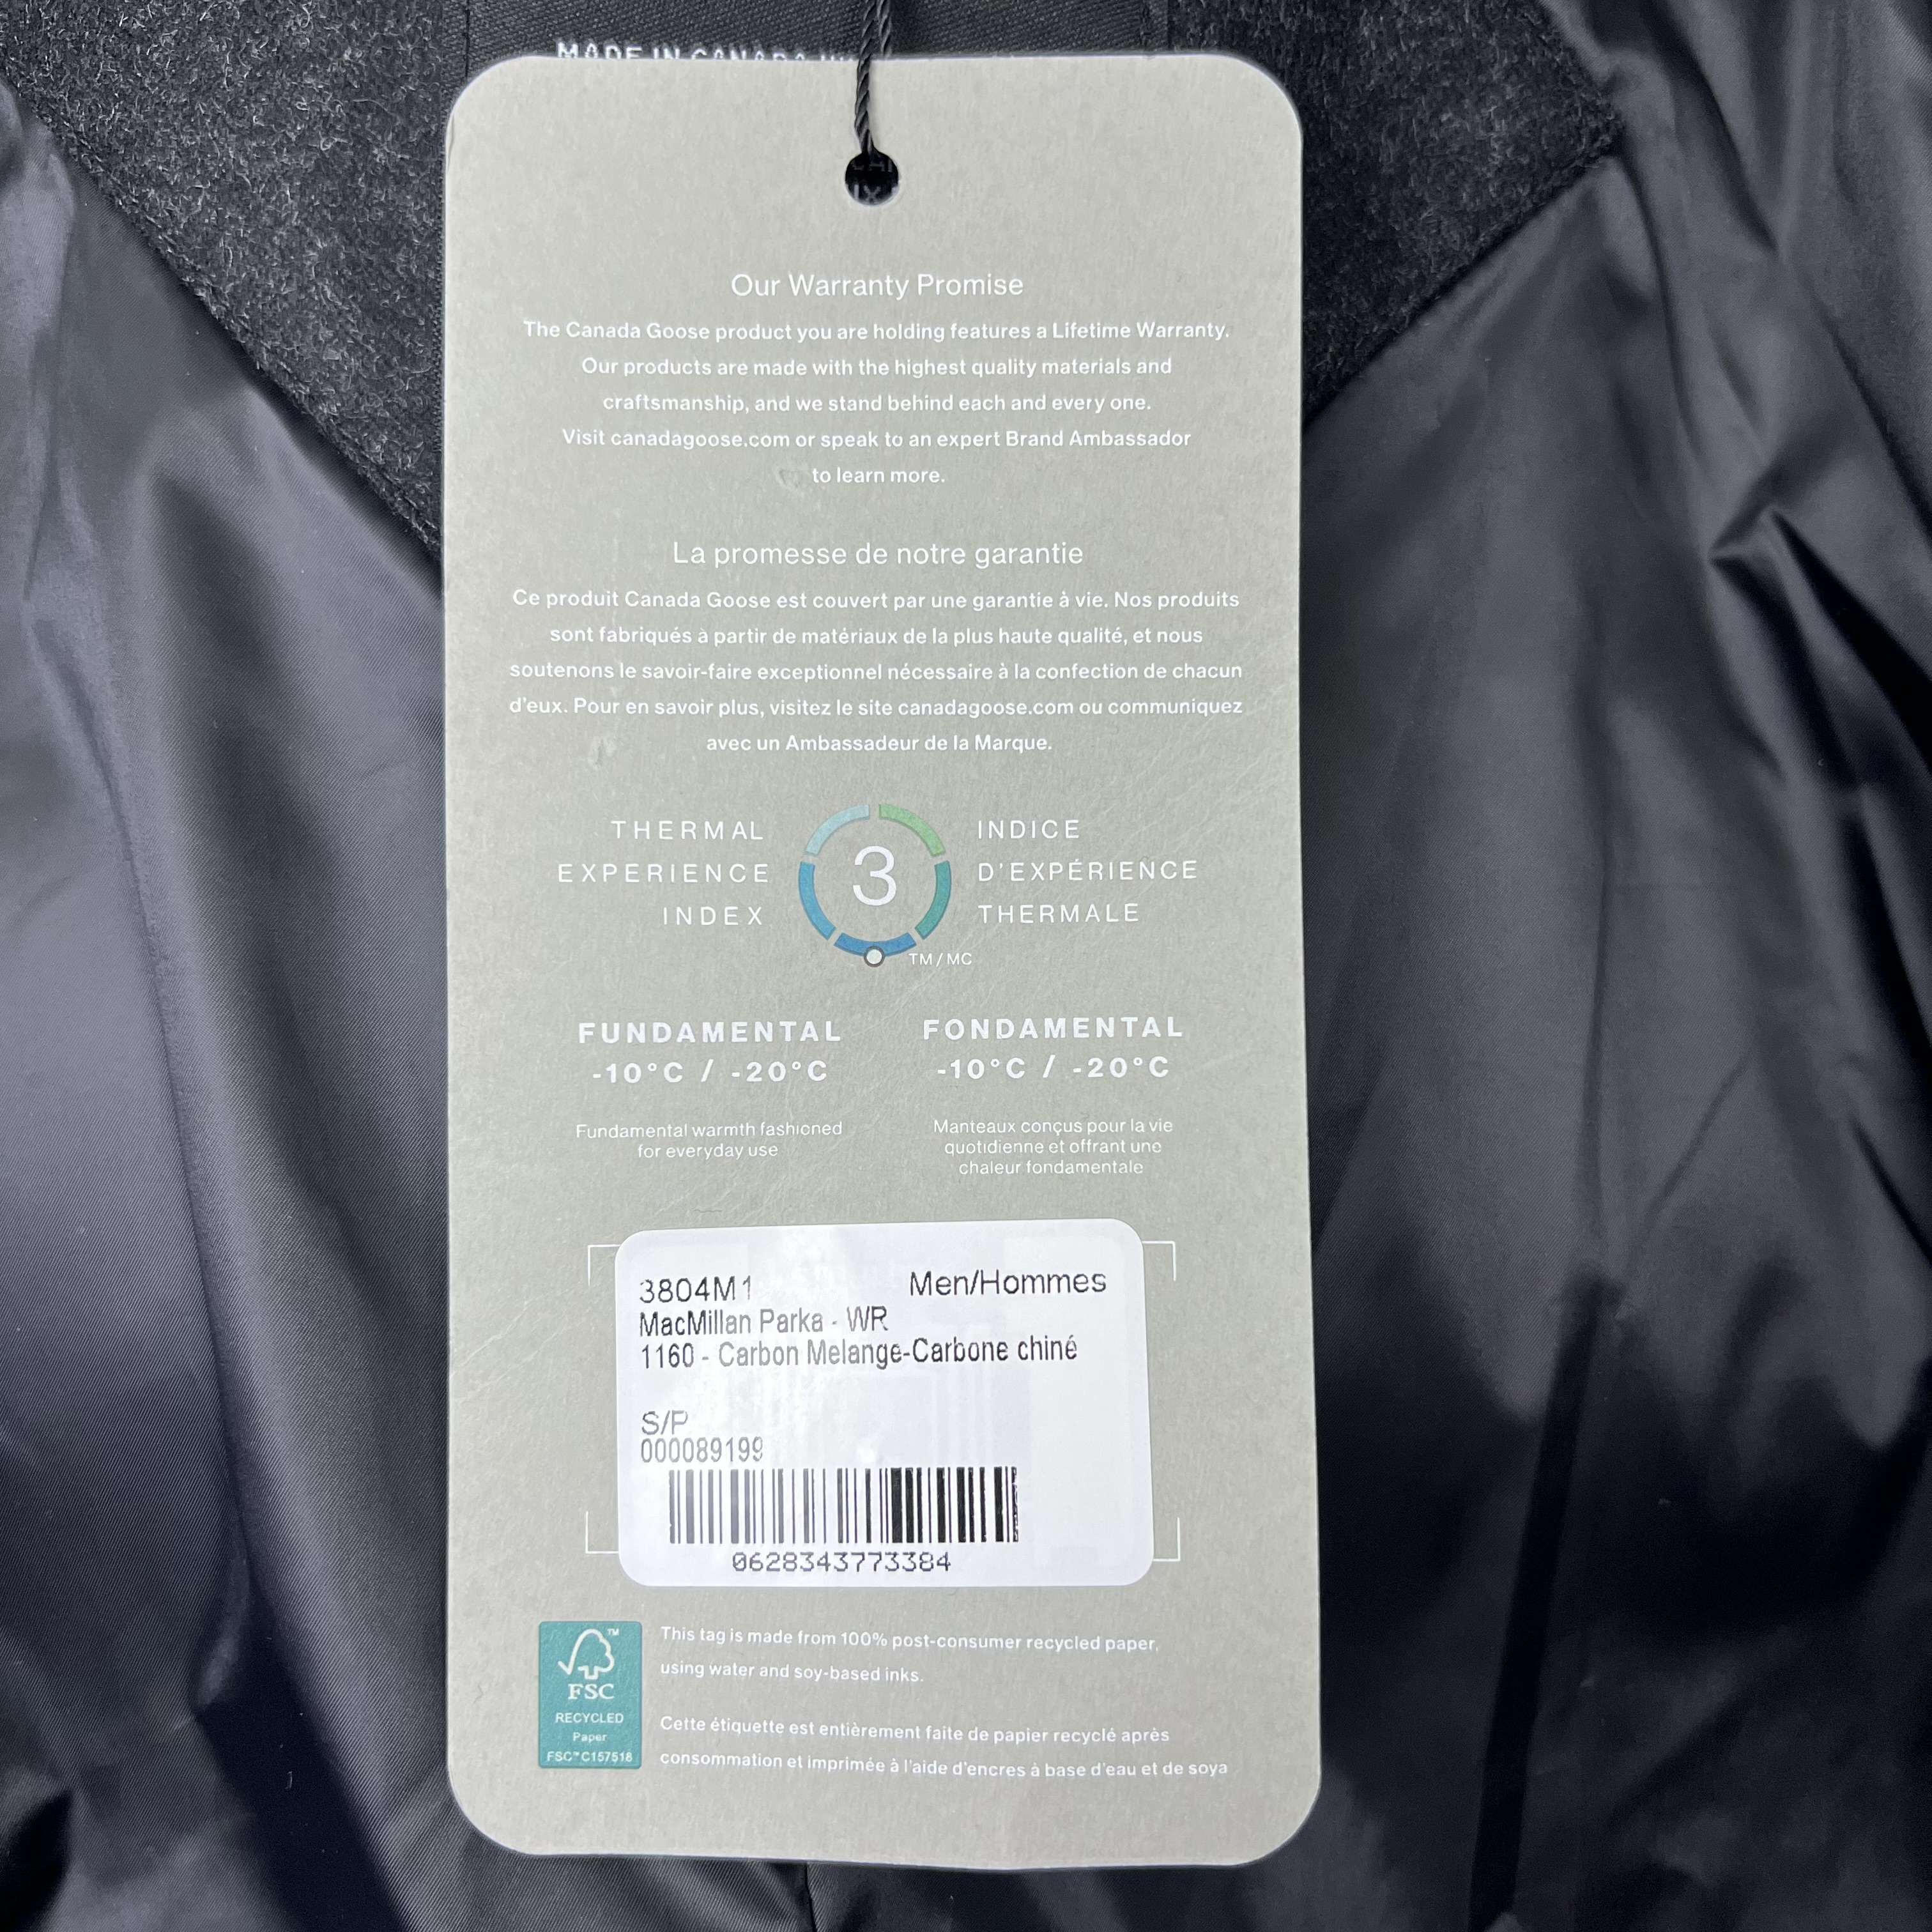 MADE IN CANADA
Our Warranty Promise
The Canada Goose product you are holding features a Lifetime Warranty.
Our products are made with the highest quality materials and
craftsmanship, and we stand behind each and every one.
Visit canadagoose.com or speak to an expert Brand Ambassador
to learn more.
La promesse de notre garantie
Ce produit Canada Goose est couvert par une garantie à vie. Nos produits
sont fabriqués à partir de matériaux de la plus haute qualité, et nous
soutenons le savoir-faire exceptionnel nécessaire à la confection de chacun
d'eux. Pour en savoir plus, visitez le site canadagoose.com ou communiquez
avec un Ambassadeur de la Marque.
THERMAL
EXPERIENCE
INDEX
3
TM/MC
INDICE
D'EXPÉRIENCE
THERMALE
FUNDAMENTAL
-10°C / -20°C
Fundamental warmth fashioned
for everyday use
FONDAMENTAL
-10°C / -20°C
Manteaux conçus pour la vie
quotidienne et offrant une
chaleur fondamentale
3804M1 Men/Hommes
MacMillan Parka - WR
1160 - Carbon Melange-Carbone chiné
S/P
000089199
0628343773384
TM
FSC
RECYCLED
Paper
FSC™ C157518
This tag is made from 100% post-consumer recycled paper,
using water and soy-based inks.
Cette étiquette est entièrement faite de papier recyclé après
consommation et imprimée à l'aide d'encres à base d'eau et de soya